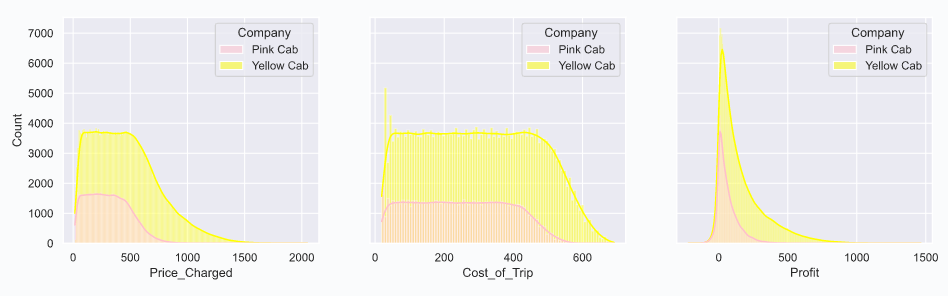 Company
Pink Cab
Yellow Cab
Company
Pink Cab
Yellow Cab
Company
Pink Cab
Yellow Cab
Count
7000
6000
5000
4000
3000
2000
1000
0
0 500 1000 1500 2000
Price_Charged
0 200 400 600
Cost_of_Trip
0 500 1000 1500
Profit